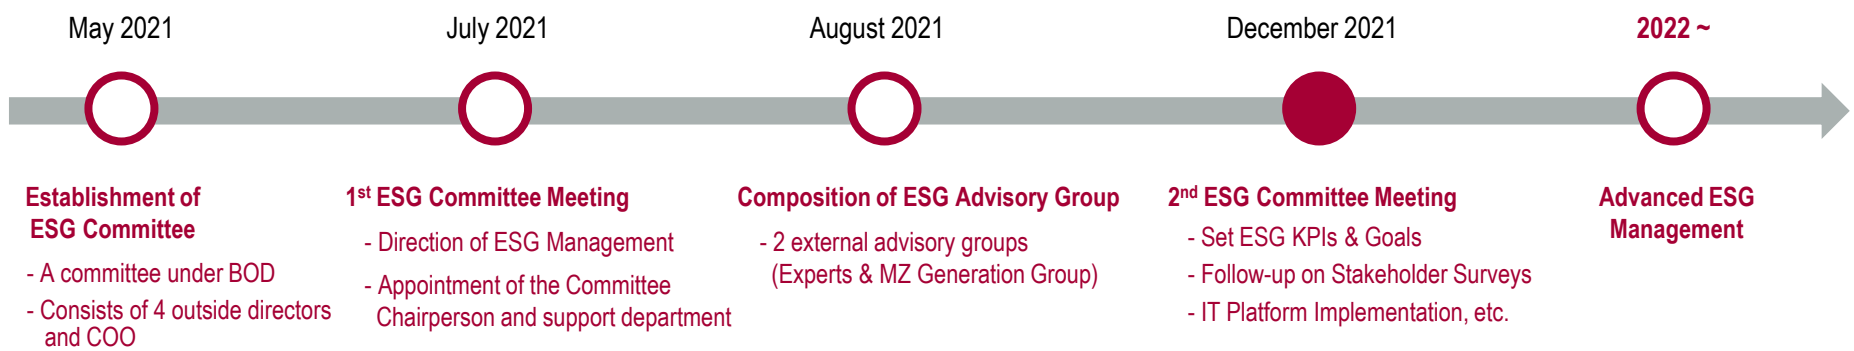 May 2021
July 2021
August 2021
December 2021
2022 ~
Establishment of
ESG Committee
- A committee under BOD
- Consists of 4 outside directors
and COO
1st ESG Committee Meeting
- Direction of ESG Management
- Appointment of the Committee
Chairperson and support department
Composition of ESG Advisory Group
- 2 external advisory groups
(Experts & MZ Generation Group)
2nd ESG Committee Meeting
- Set ESG KPIs & Goals
- Follow-up on Stakeholder Surveys
- IT Platform Implementation, etc.
Advanced ESG
Management